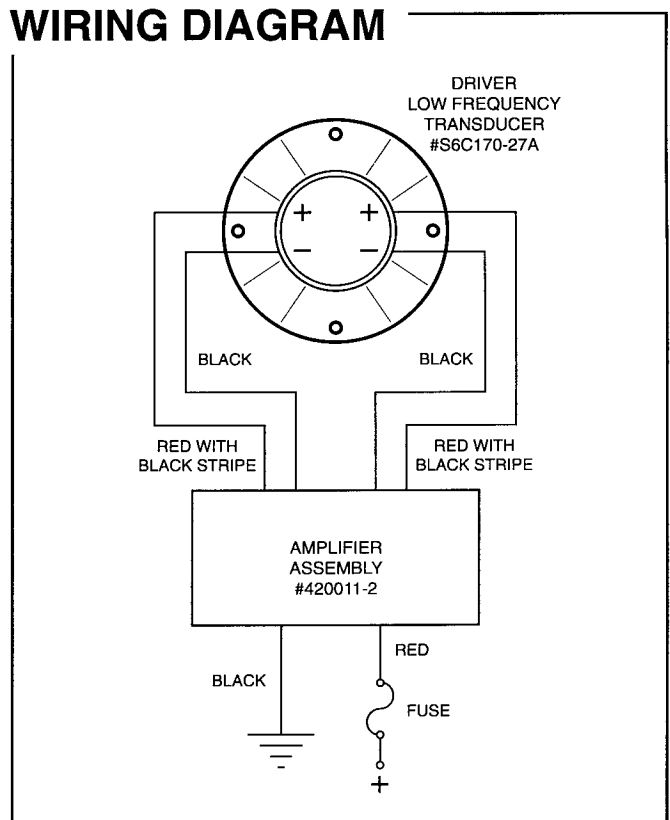 WIRING DIAGRAM
DRIVER
LOW FREQUENCY
TRANSDUCER
#S6C170-27A
+ +
− −
BLACK
BLACK
RED WITH
BLACK STRIPE
RED WITH
BLACK STRIPE
AMPLIFIER
ASSEMBLY
#420011-2
RED
BLACK
FUSE
+